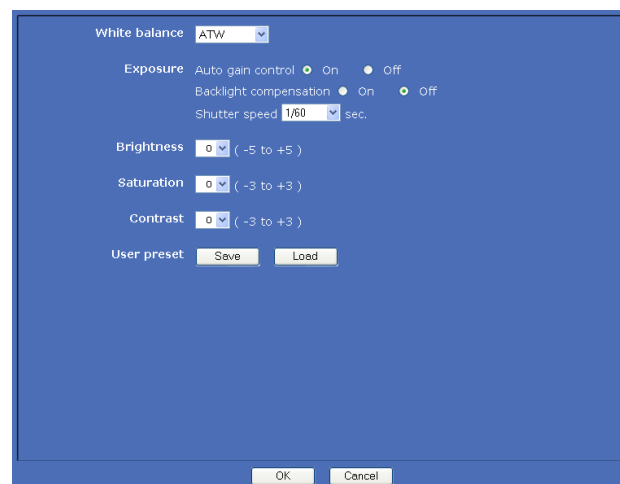 White balance ATW
Exposure Auto gain control On Off
Backlight compensation On Off
Shutter speed 1/60 sec.
Brightness 0 ( -5 to +5 )
Saturation 0 ( -3 to +3 )
Contrast 0 ( -3 to +3 )
User preset Save Load
OK Cancel